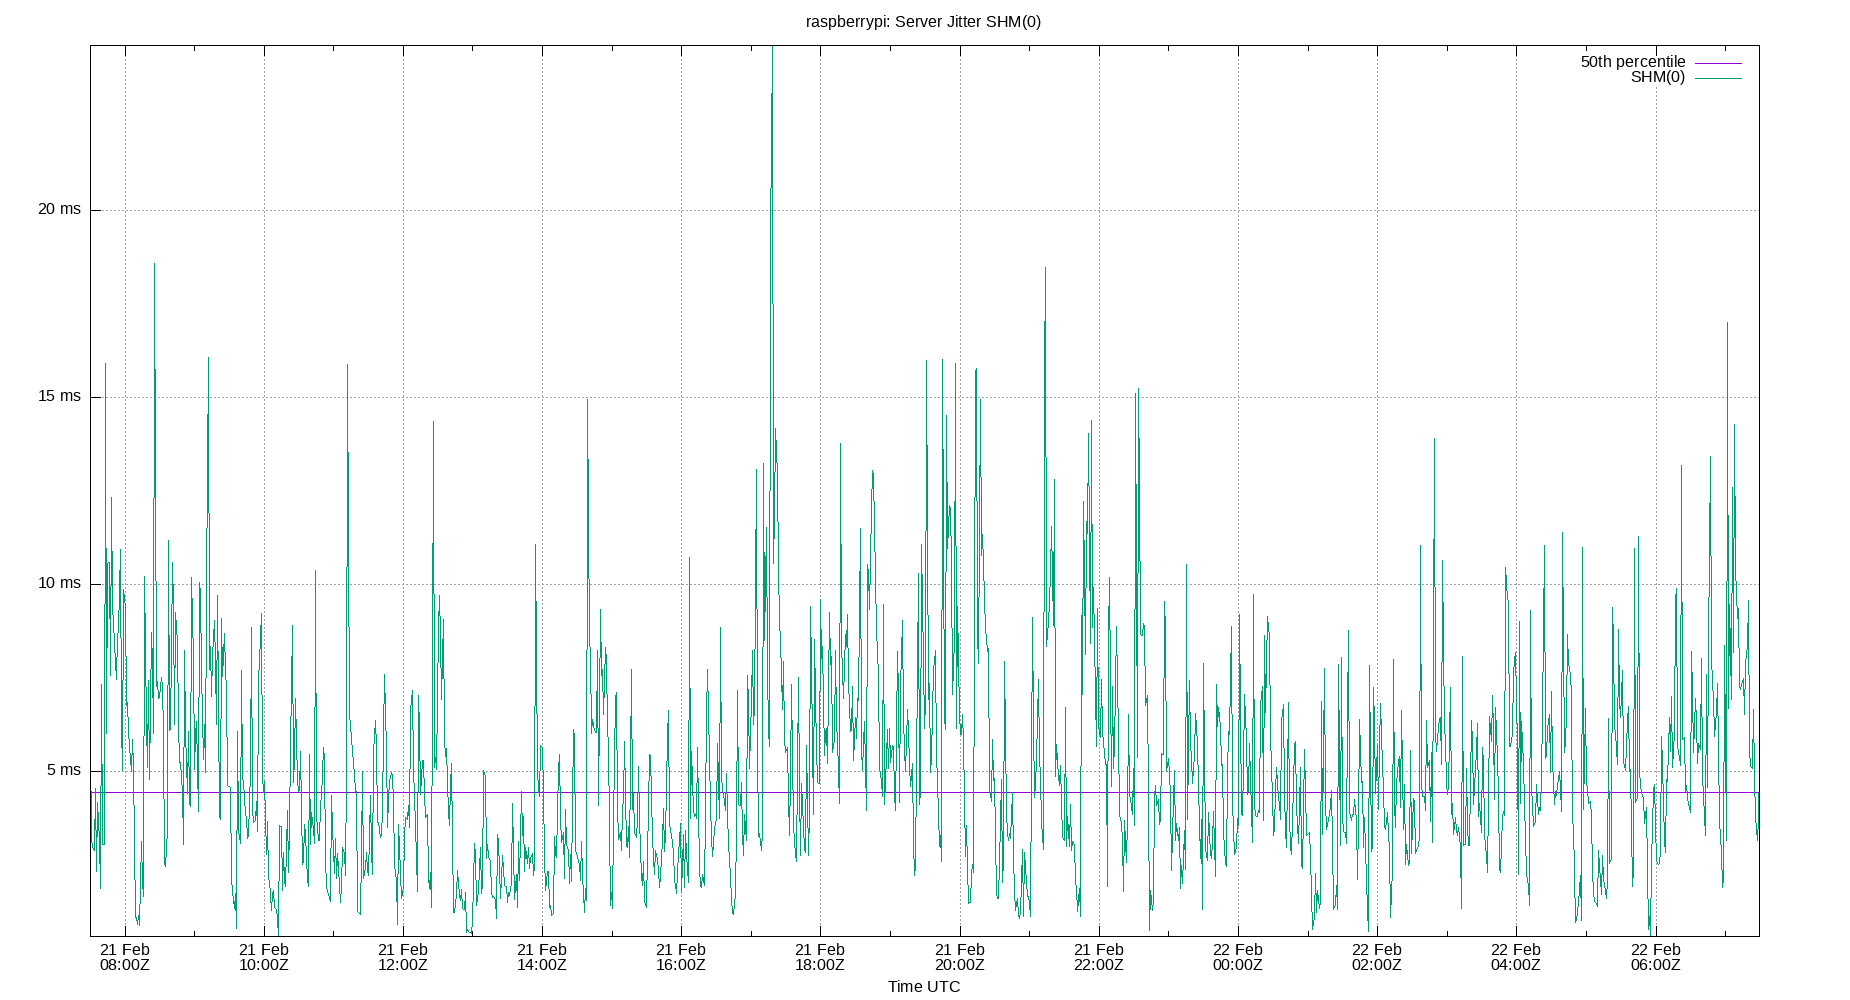 raspberrypi: Server Jitter SHM(0)
50th percentile
SHM(0)
20 ms
15 ms
10 ms
5 ms
21 Feb 21 Feb 21 Feb 21 Feb 21 Feb 21 Feb 21 Feb 21 Feb 22 Feb 22 Feb 22 Feb 22 Feb
08:00Z 10:00Z 12:00Z 14:00Z 16:00Z 18:00Z 20:00Z 22:00Z 00:00Z 02:00Z 04:00Z 06:00Z
Time UTC